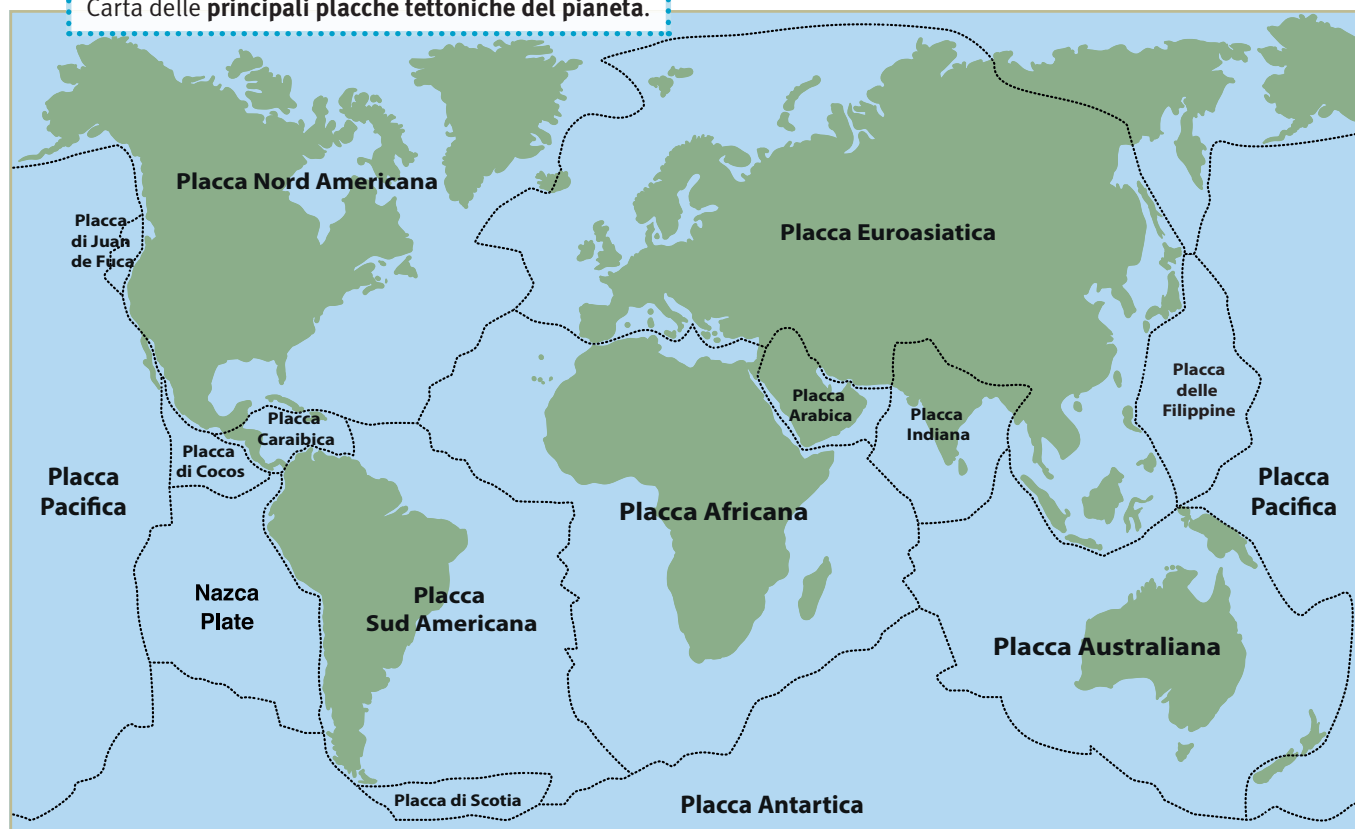 Carta delle principali placche tettoniche del pianeta.
Placca Nord Americana
Placca
di Juan
de Fuca
Placca Euroasiatica
Placca
delle
Filippine
Placca
Arabica
Placca
Indiana
Placca
Caraibica
Placca
di Cocos
Placca
Pacifica
Placca Africana
Placca
Pacifica
Nazca
Plate
Placca
Sud Americana
Placca Australiana
Placca di Scotia
Placca Antartica